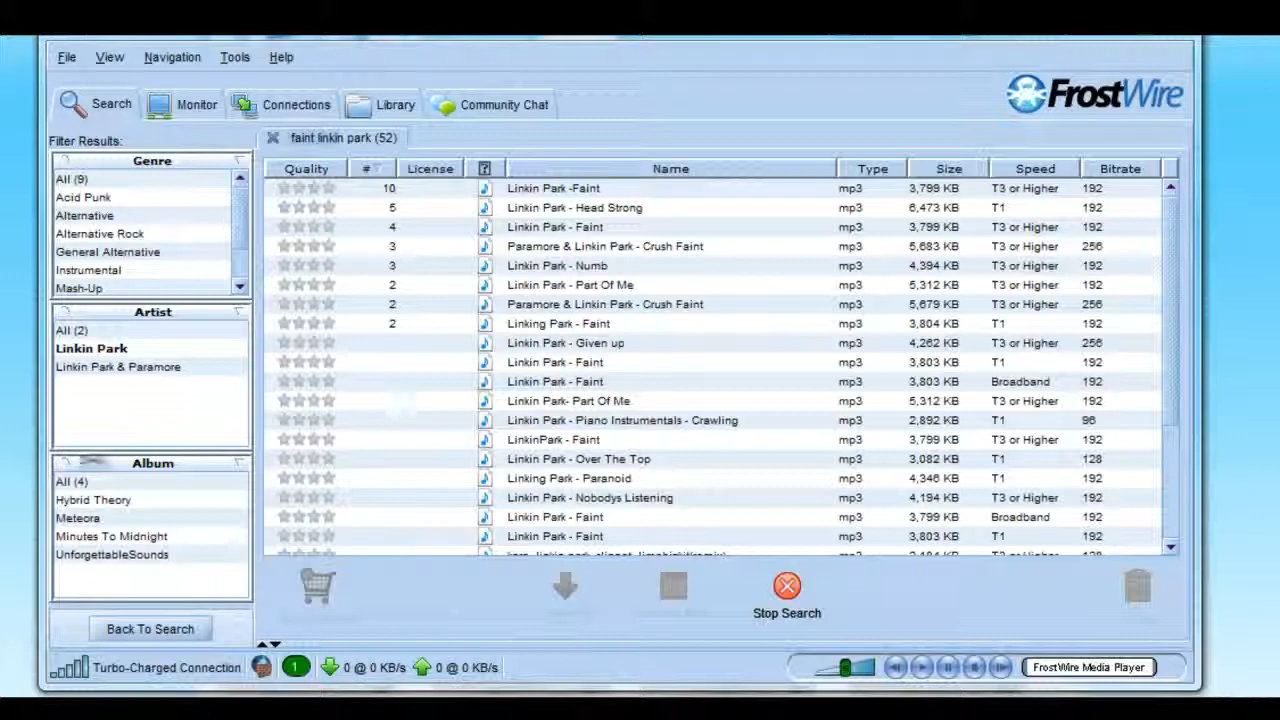 File View Navigation Tools Help
Search Monitor Connections Library Community Chat
FrostWire
Filter Results:
faint linkin park (52)
Genre
All (9)
Acid Punk
Alternative
Alternative Rock
General Alternative
Instrumental
Mash-Up
Artist
All (2)
Linkin Park
Linkin Park & Paramore
Album
All (4)
Hybrid Theory
Meteora
Minutes To Midnight
UnforgettableSounds
Back To Search
Quality # License ? Name Type Size Speed Bitrate
10 Linkin Park -Faint mp3 3,799 KB T3 or Higher 192
5 Linkin Park - Head Strong mp3 6,473 KB T1 192
4 Linkin Park - Faint mp3 3,799 KB T3 or Higher 192
3 Paramore & Linkin Park - Crush Faint mp3 5,683 KB T3 or Higher 256
3 Linkin Park - Numb mp3 4,394 KB T3 or Higher 192
2 Linkin Park - Part Of Me mp3 5,312 KB T3 or Higher 192
2 Paramore & Linkin Park - Crush Faint mp3 5,679 KB T3 or Higher 256
2 Linking Park - Faint mp3 3,804 KB T1 192
Linkin Park - Given up mp3 4,262 KB T3 or Higher 256
Linkin Park - Faint mp3 3,803 KB T1 192
Linkin Park - Faint mp3 3,803 KB Broadband 192
Linkin Park- Part Of Me mp3 5,312 KB T3 or Higher 192
Linkin Park - Piano Instrumentals - Crawling mp3 2,892 KB T1 96
LinkinPark - Faint mp3 3,799 KB T3 or Higher 192
Linkin Park - Over The Top mp3 3,082 KB T1 128
Linking Park - Paranoid mp3 4,346 KB T1 192
Linkin Park - Nobodys Listening mp3 4,194 KB T3 or Higher 192
Linkin Park - Faint mp3 3,799 KB Broadband 192
Linkin Park - Faint mp3 3,803 KB T1 192
Stop Search
Turbo-Charged Connection 1 0 @ 0 KB/s 0 @ 0 KB/s
FrostWire Media Player